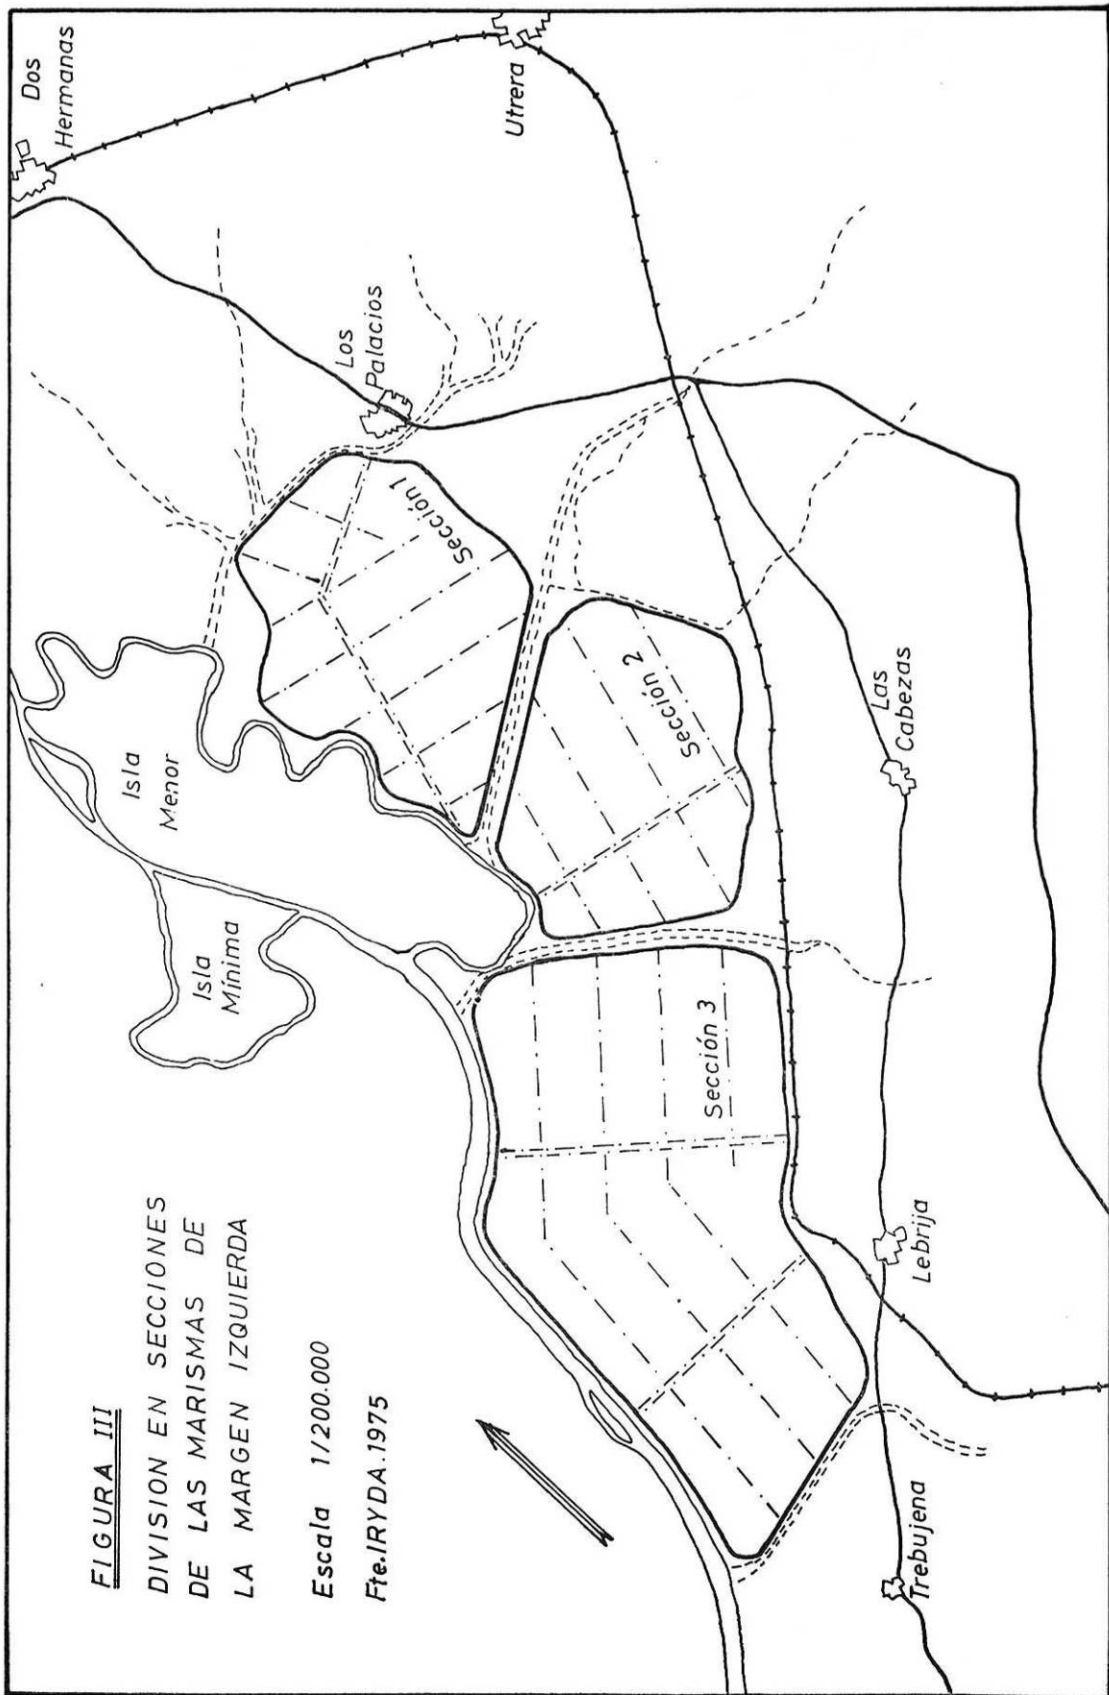 FIGURA III
DIVISION EN SECCIONES
DE LAS MARISMAS DE
LA MARGEN IZQUIERDA
Escala 1/200.000
Fte.IRYDA.1975
Dos
Hermanas
Utrera
Los
Palacios
Isla
Menor
Isla
Mínima
Sección 1
Sección 2
Sección 3
Las
Cabezas
Lebrija
Trebujena